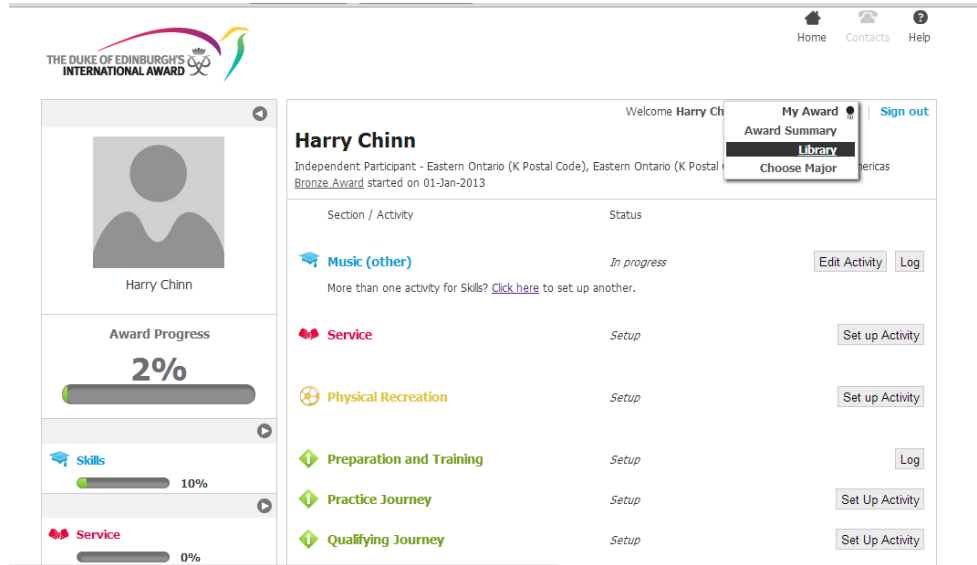 Home Contacts Help
THE DUKE OF EDINBURGH'S
INTERNATIONAL AWARD
Welcome Harry Ch
My Award
Sign out
Award Summary
Library
Choose Major
Harry Chinn
Independent Participant - Eastern Ontario (K Postal Code), Eastern Ontario (K Postal
Bronze Award started on 01-Jan-2013
Section / Activity Status
Music (other) In progress Edit Activity Log
More than one activity for Skills? Click here to set up another.
Service Setup Set up Activity
Physical Recreation Setup Set up Activity
Preparation and Training Setup Log
Practice Journey Setup Set Up Activity
Qualifying Journey Setup Set Up Activity
Harry Chinn
Award Progress
2%
Skills
10%
Service
0%